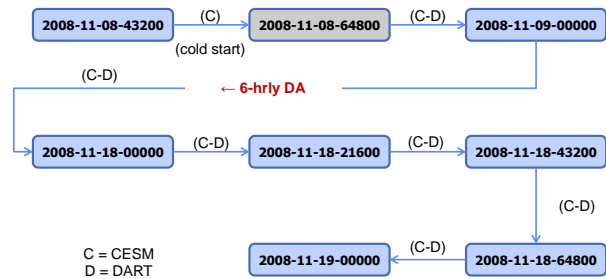 2008-11-08-43200
(C)
(cold start)
2008-11-08-64800
(C-D)
2008-11-09-00000
(C-D)
← 6-hrly DA
2008-11-18-00000
(C-D)
2008-11-18-21600
(C-D)
2008-11-18-43200
(C-D)
2008-11-18-64800
(C-D)
2008-11-19-00000
C = CESM
D = DART